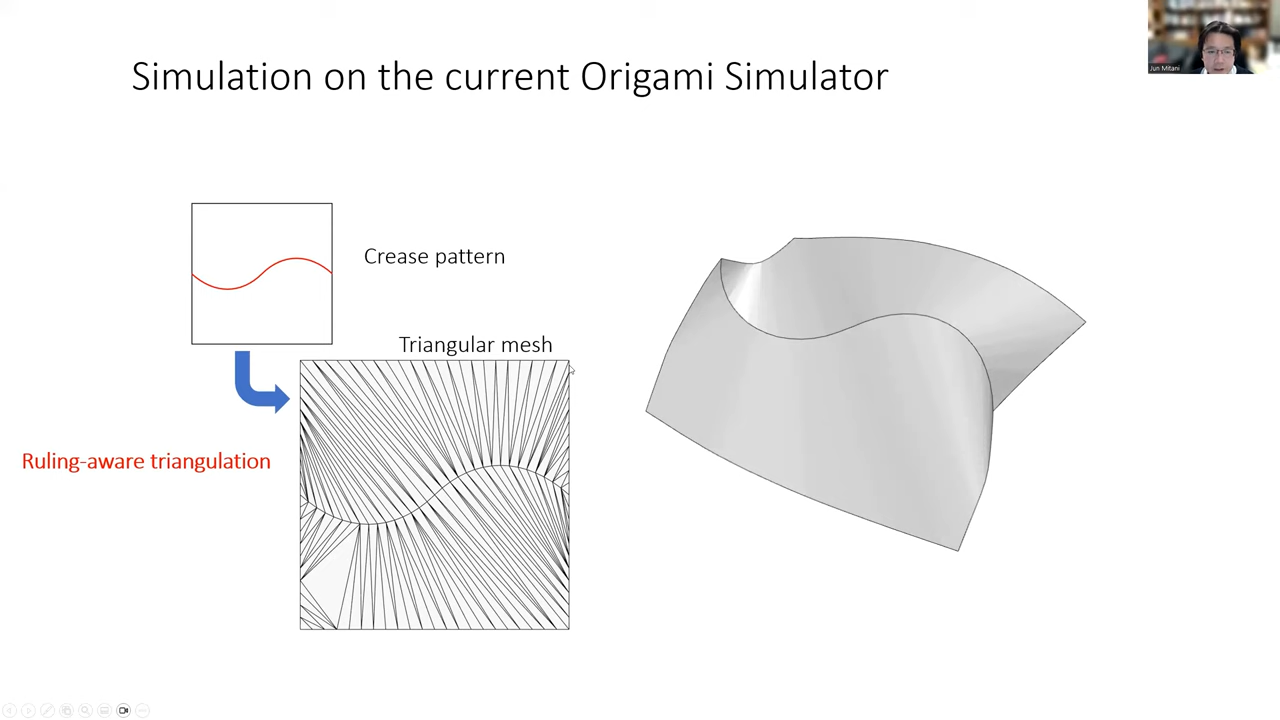 Simulation on the current Origami Simulator
Jun Mitani
Crease pattern
Triangular mesh
Ruling-aware triangulation